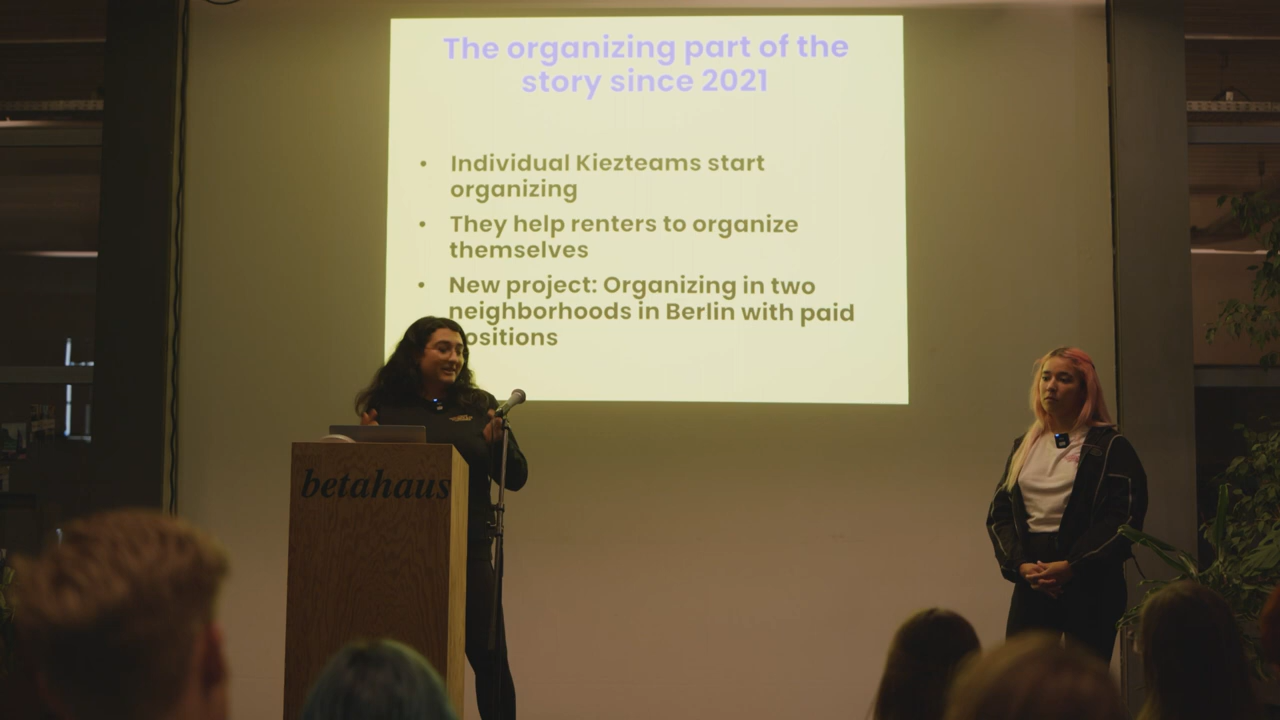 The organizing part of the
story since 2021
• Individual Kiezteams start
organizing
• They help renters to organize
themselves
• New project: Organizing in two
neighborhoods in Berlin with paid
ositions
betahaus